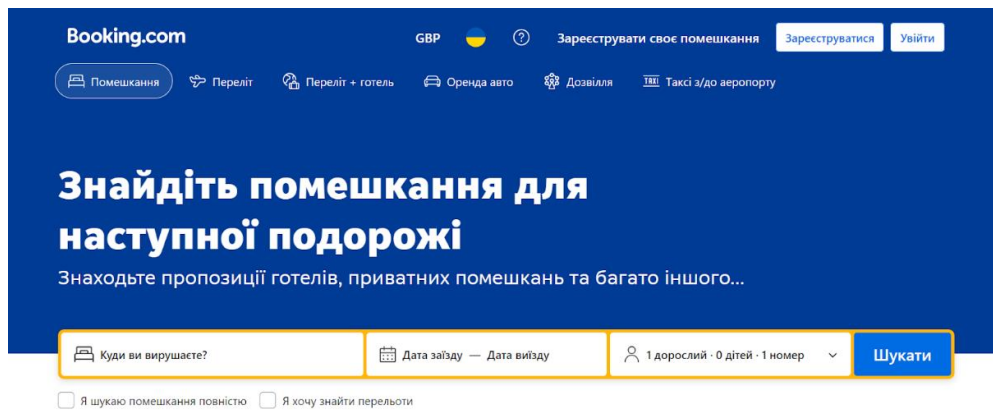 Booking.com
GBP
Зареєструвати своє помешкання
Зареєструватися
Увійти
Помешкання
Переліт
Переліт + готель
Оренда авто
Дозвілля
TAXI
Таксі з/до аеропорту
Знайдіть помешкання для
наступної подорожі
Знаходьте пропозиції готелів, приватних помешкань та багато іншого...
Куди ви вирушаєте?
Дата заїзду — Дата виїзду
1 дорослий · 0 дітей · 1 номер
Шукати
Я шукаю помешкання повністю
Я хочу знайти перельоти